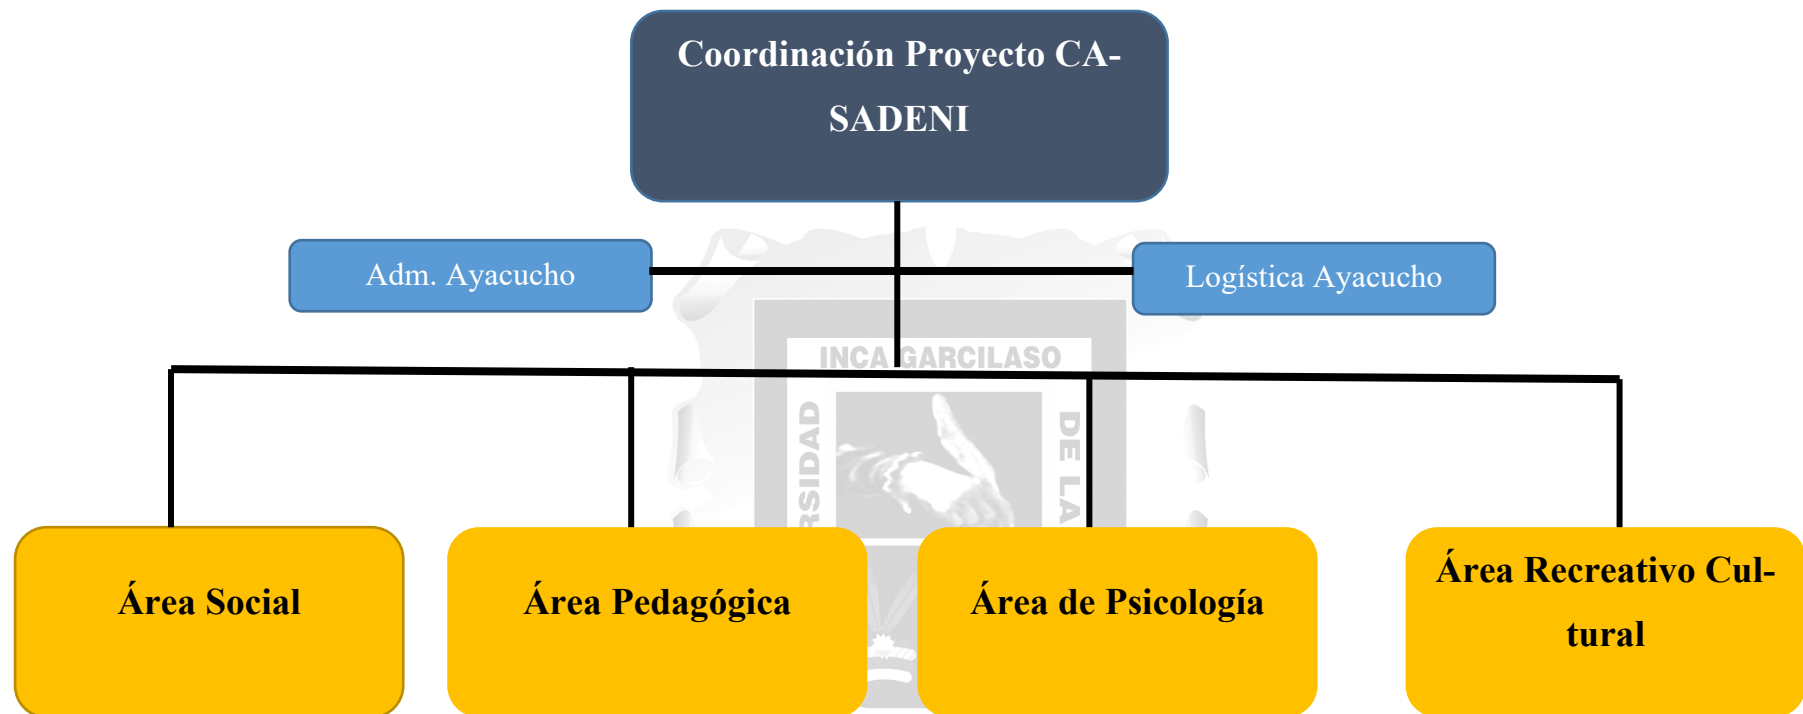 Coordinación Proyecto CA-
SADENI
Adm. Ayacucho
Logística Ayacucho
INCA GARCILASO
DE LA
Área Social
Área Pedagógica
Área de Psicología
Área Recreativo Cul-
tural